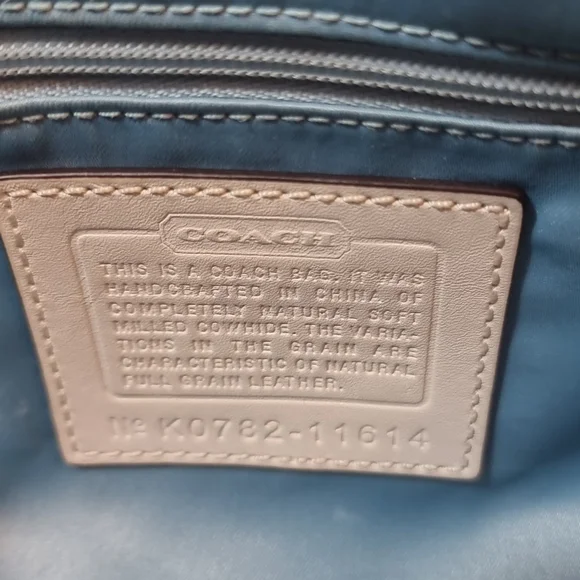 COACH
THIS IS A COACH BAG. IT WAS
HANDCRAFTED IN CHINA OF
COMPLETELY NATURAL SOFT
MILLED COWHIDE. THE VARIA-
TIONS IN THE GRAIN ARE
CHARACTERISTIC OF NATURAL
FULL GRAIN LEATHER.
No K0782-11614